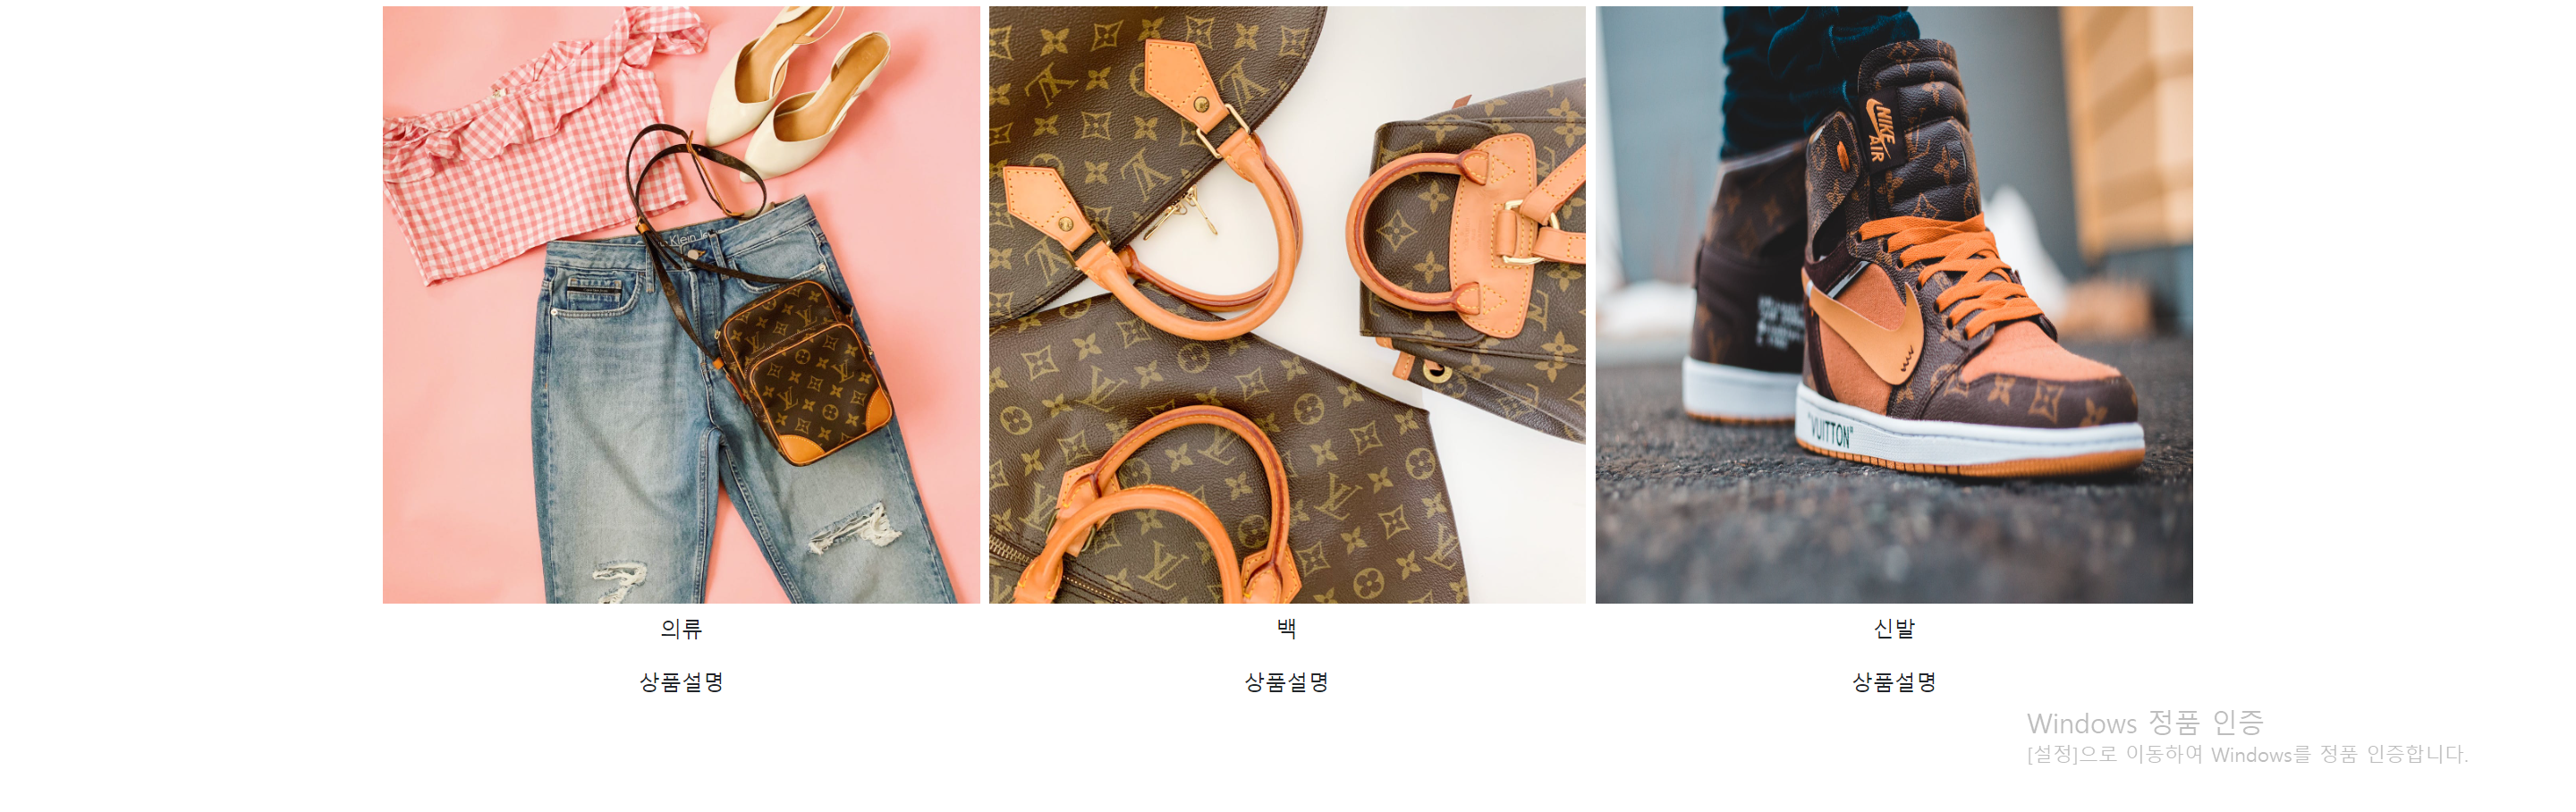 Klein Jeans
NIKE
AIR
"VUITTON"
의류
백
신발
상품설명
상품설명
상품설명
Windows 정품 인증
[설정]으로 이동하여 Windows를 정품 인증합니다.